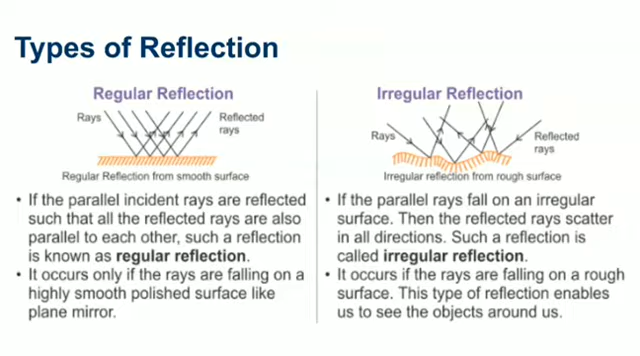 Types of Reflection
Regular Reflection
Rays
Reflected
rays
Regular Reflection from smooth surface
• If the parallel incident rays are reflected
such that all the reflected rays are also
parallel to each other, such a reflection
is known as regular reflection.
• It occurs only if the rays are falling on a
highly smooth polished surface like
plane mirror.
Irregular Reflection
Rays
Reflected
rays
Irregular reflection from rough surface
• If the parallel rays fall on an irregular
surface. Then the reflected rays scatter
in all directions. Such a reflection is
called irregular reflection.
• It occurs if the rays are falling on a rough
surface. This type of reflection enables
us to see the objects around us.